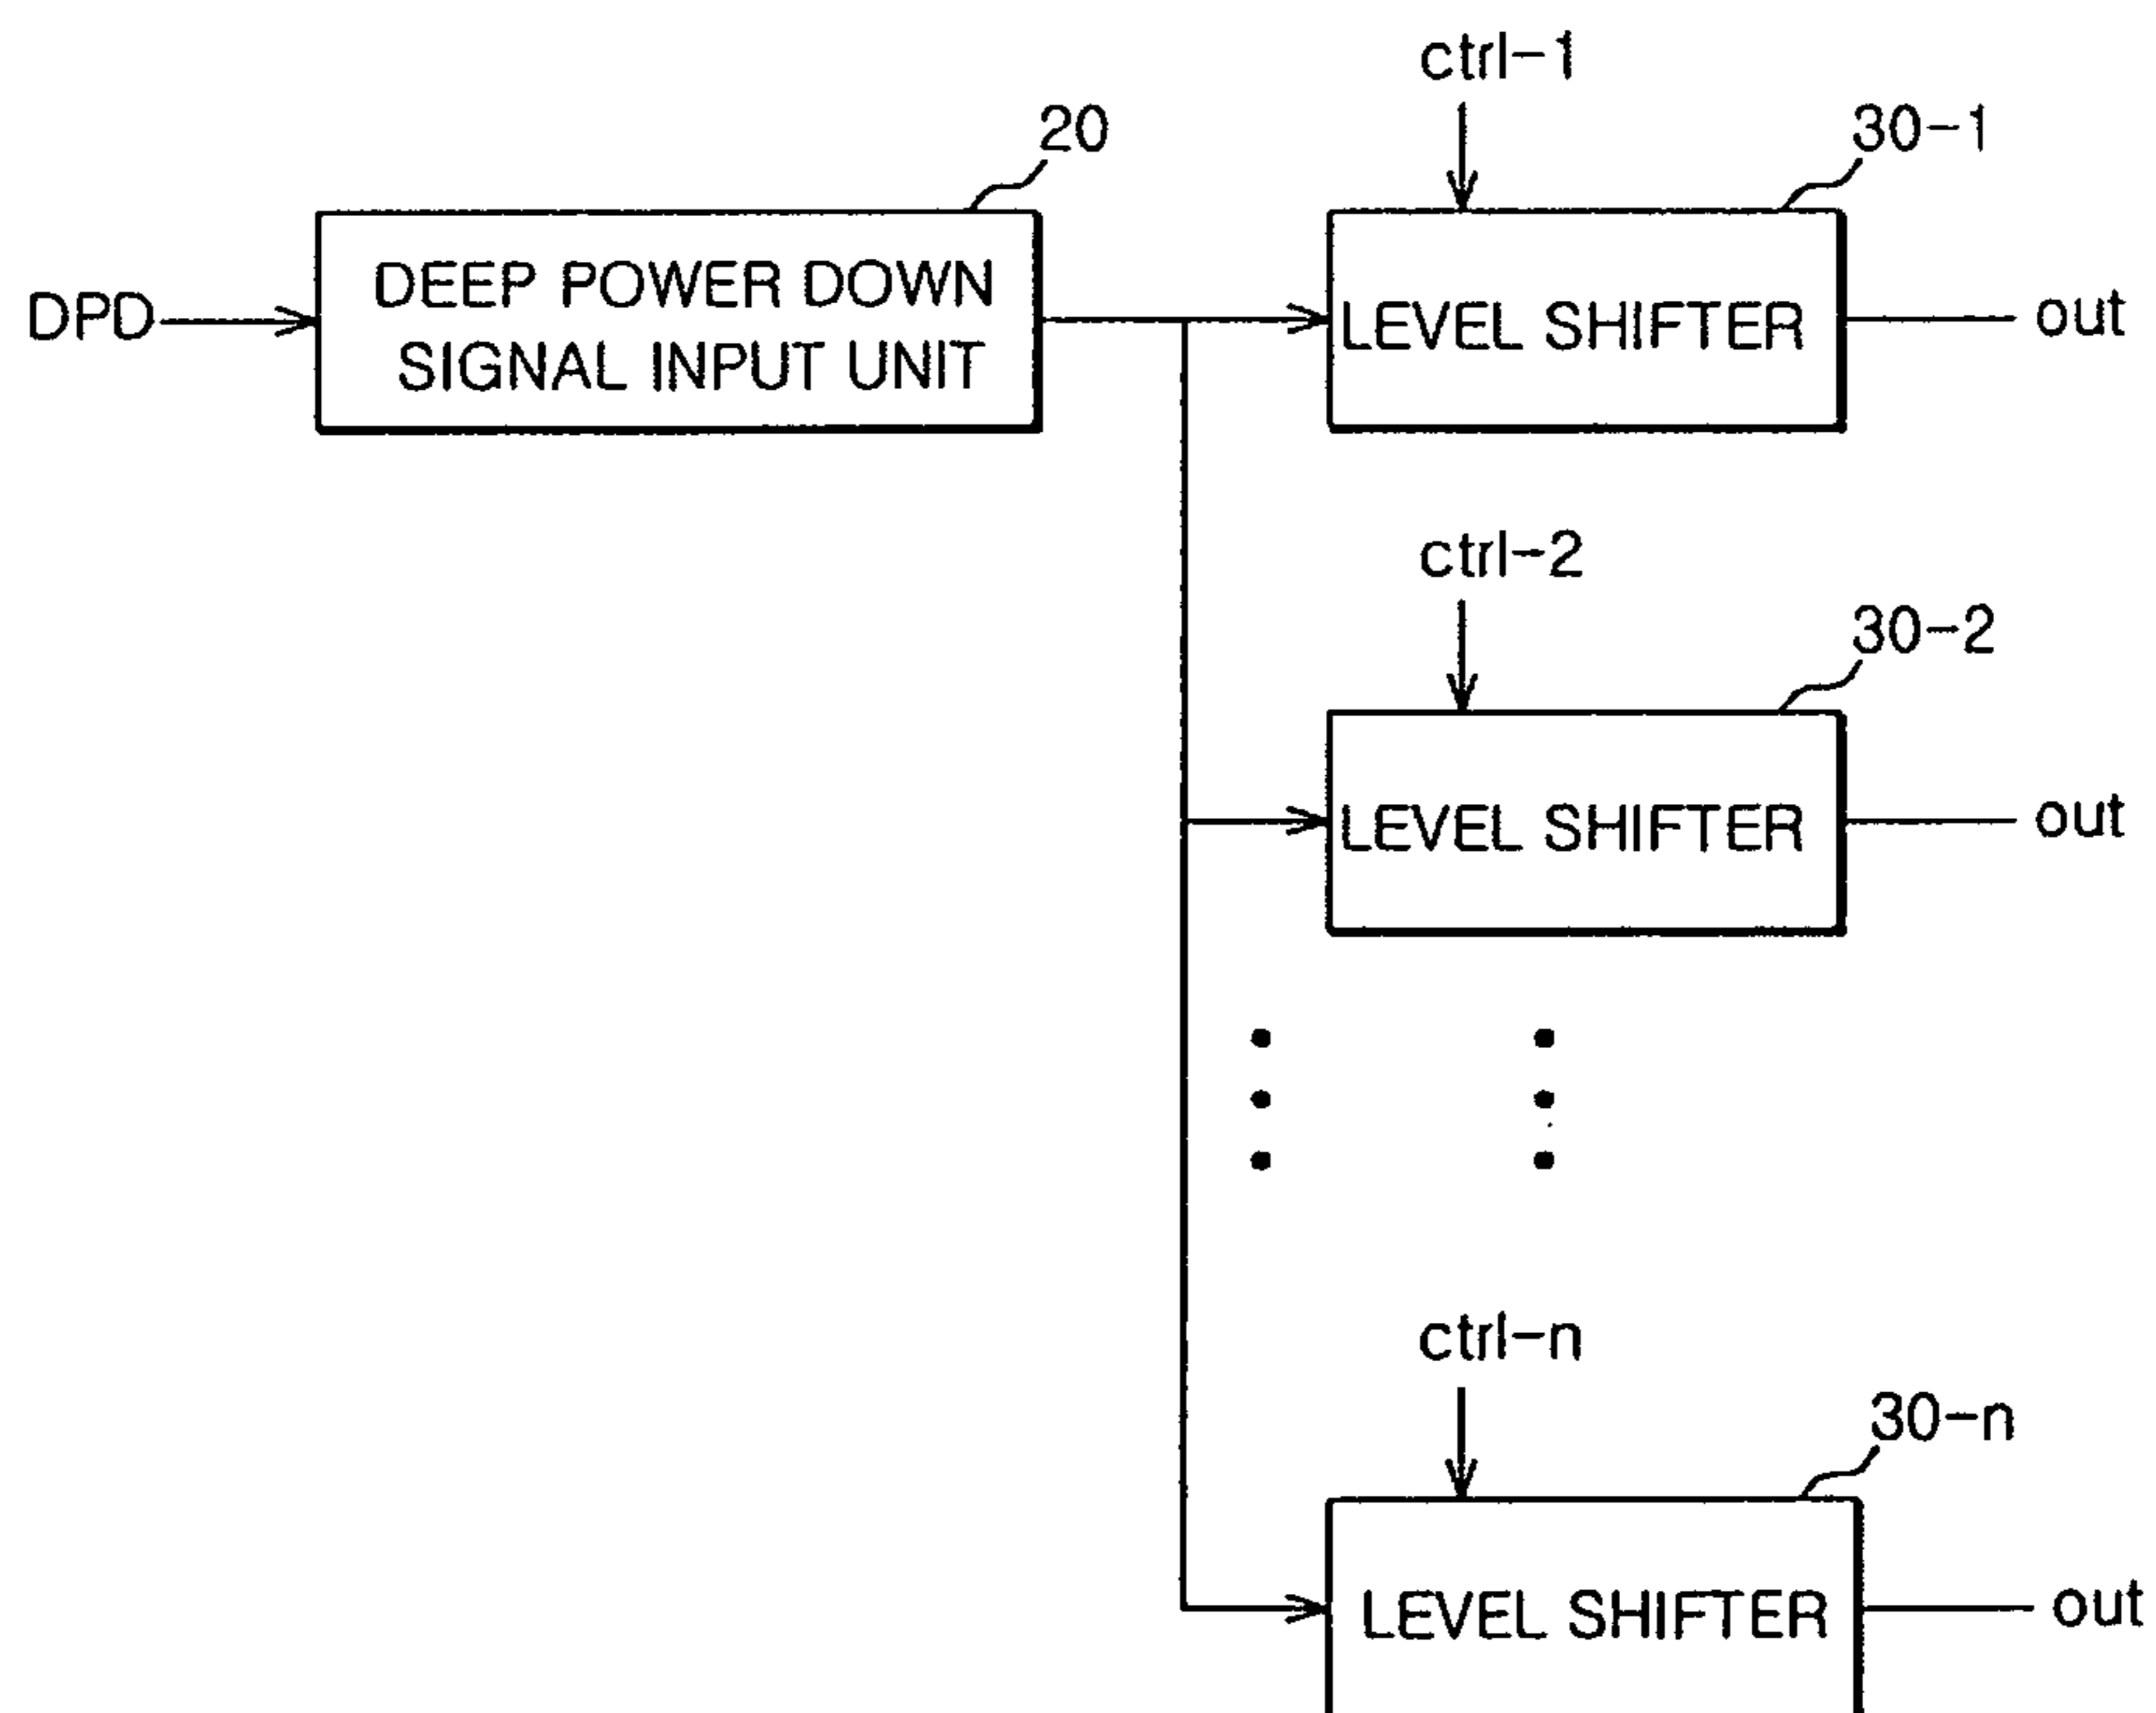 ctrl-1
20
30-1
DEEP POWER DOWN
SIGNAL INPUT UNIT
DPD
LEVEL SHIFTER
out
ctrl-2
30-2
LEVEL SHIFTER
out
ctrl-n
30-n
LEVEL SHIFTER
out